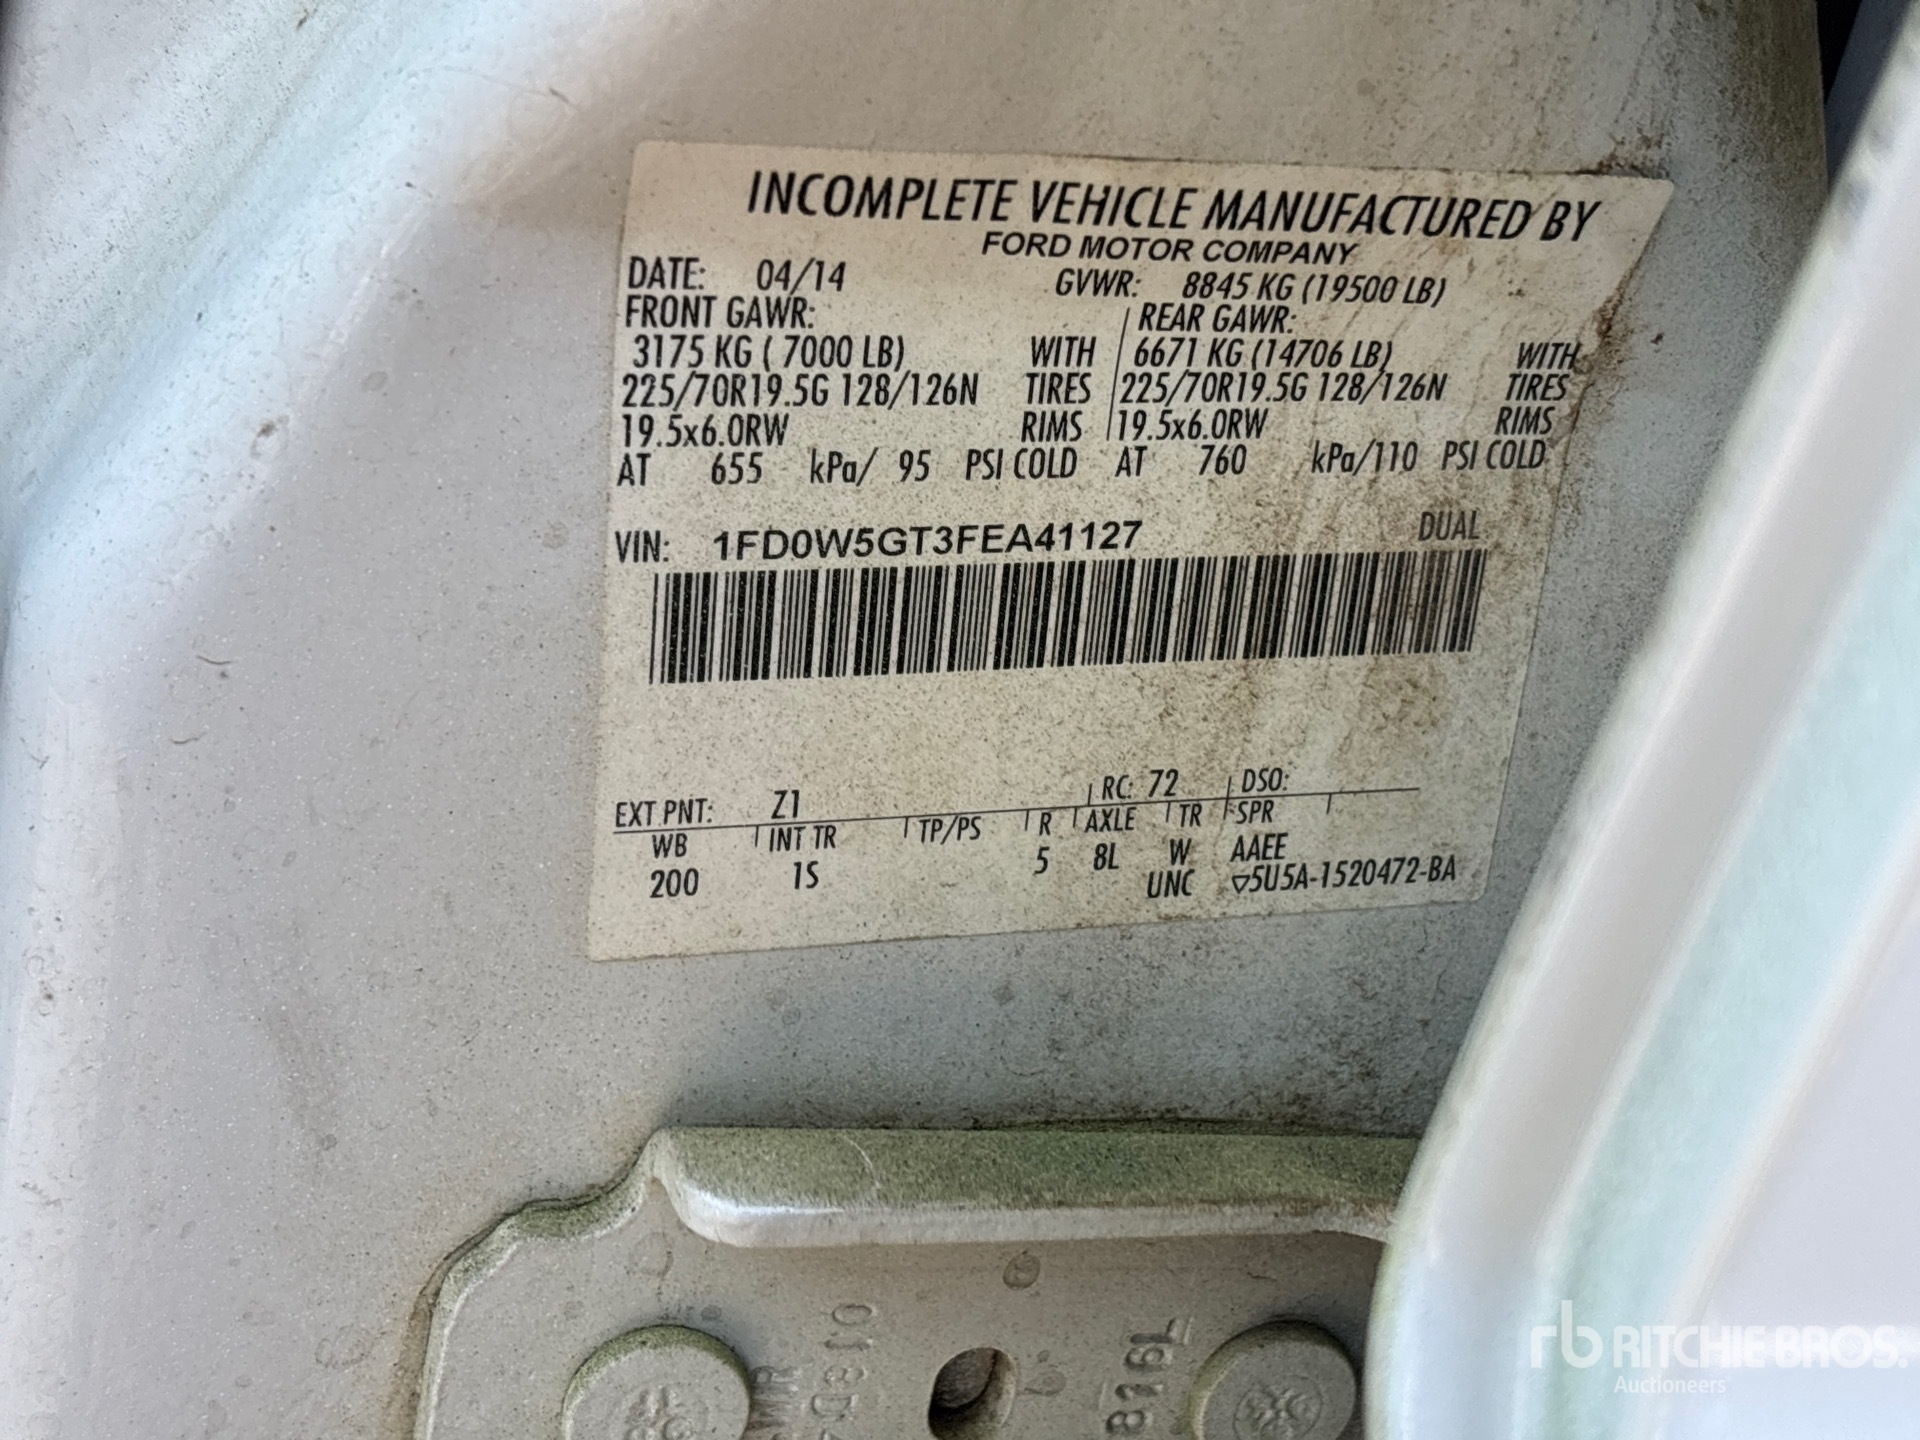 INCOMPLETE VEHICLE MANUFACTURED BY
FORD MOTOR COMPANY
DATE: 04/14 GVWR: 8845 KG (19500 LB)
FRONT GAWR: REAR GAWR:
3175 KG ( 7000 LB) WITH 6671 KG (14706 LB) WITH
225/70R19.5G 128/126N TIRES 225/70R19.5G 128/126N TIRES
19.5x6.0RW RIMS 19.5x6.0RW RIMS
AT 655 kPa/ 95 PSI COLD AT 760 kPa/110 PSI COLD
VIN: 1FD0W5GT3FEA41127 DUAL
EXT PNT: Z1 RC: 72 DSO:
WB INT TR TP/PS R AXLE TR SPR
200 1S 5 8L W AAEE
UNC ▽5U5A-1520472-BA
rb RITCHIE BROS.
Auctioneers